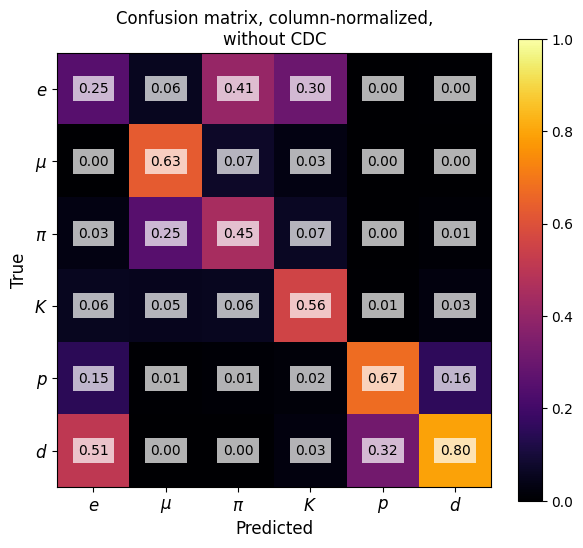 Confusion matrix, column-normalized,
without CDC
1.0
e 0.25 0.06 0.41 0.30 0.00 0.00
0.8
μ 0.00 0.63 0.07 0.03 0.00 0.00
0.6
π 0.03 0.25 0.45 0.07 0.00 0.01
True
K 0.06 0.05 0.06 0.56 0.01 0.03
0.4
p 0.15 0.01 0.01 0.02 0.67 0.16
0.2
d 0.51 0.00 0.00 0.03 0.32 0.80
0.0
e μ π K p d
Predicted